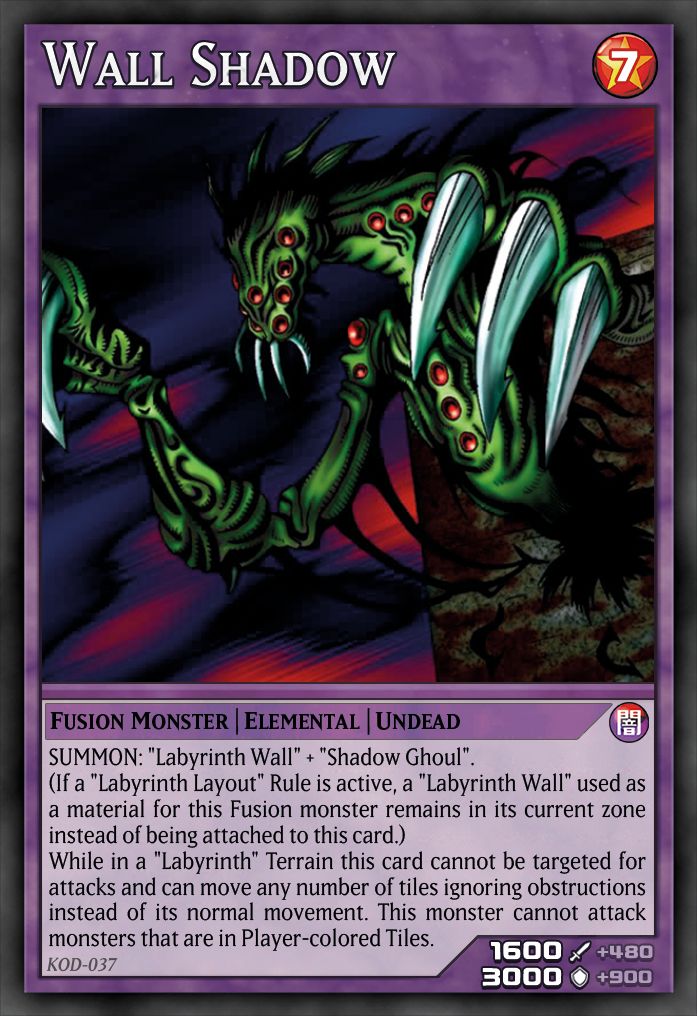 Wall Shadow
7
Fusion Monster | Elemental | Undead
闇
SUMMON: "Labyrinth Wall" + "Shadow Ghoul".
(If a "Labyrinth Layout" Rule is active, a "Labyrinth Wall" used as
a material for this Fusion monster remains in its current zone
instead of being attached to this card.)
While in a "Labyrinth" Terrain this card cannot be targeted for
attacks and can move any number of tiles ignoring obstructions
instead of its normal movement. This monster cannot attack
monsters that are in Player-colored Tiles.
1600 +480
KOD-037
3000 +900